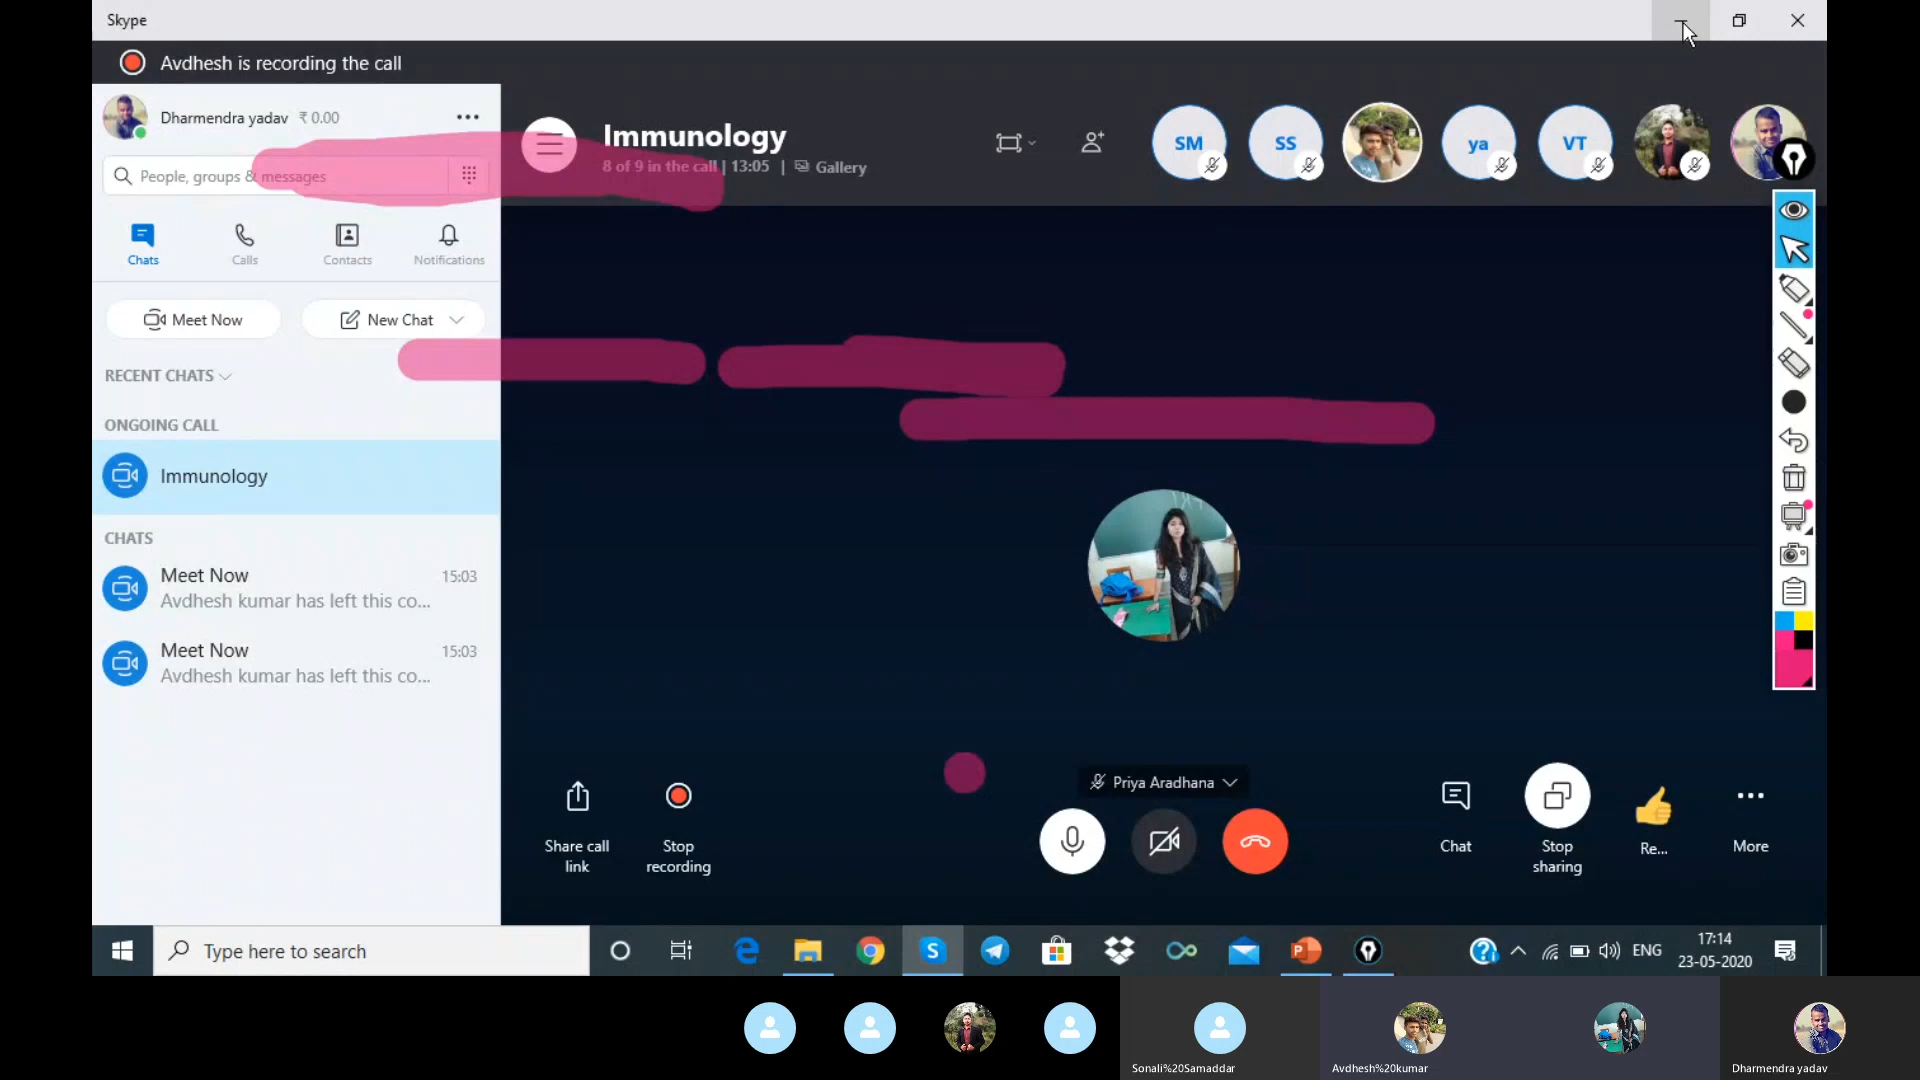 Skype
Avdhesh is recording the call
Dharmendra yadav ₹ 0.00
People, groups & messages
Chats
Calls
Contacts
Notifications
Meet Now
New Chat
RECENT CHATS
ONGOING CALL
Immunology
CHATS
Meet Now 15:03
Avdhesh kumar has left this co...
Meet Now 15:03
Avdhesh kumar has left this co...
Immunology
8 of 9 in the call | 13:05 | Gallery
SM
SS
ya
VT
Priya Aradhana
Share call link
Stop recording
Chat
Stop sharing
Re...
More
Type here to search
ENG
17:14
23-05-2020
Sonali%20Samaddar
Avdhesh%20kumar
Dharmendra yadav